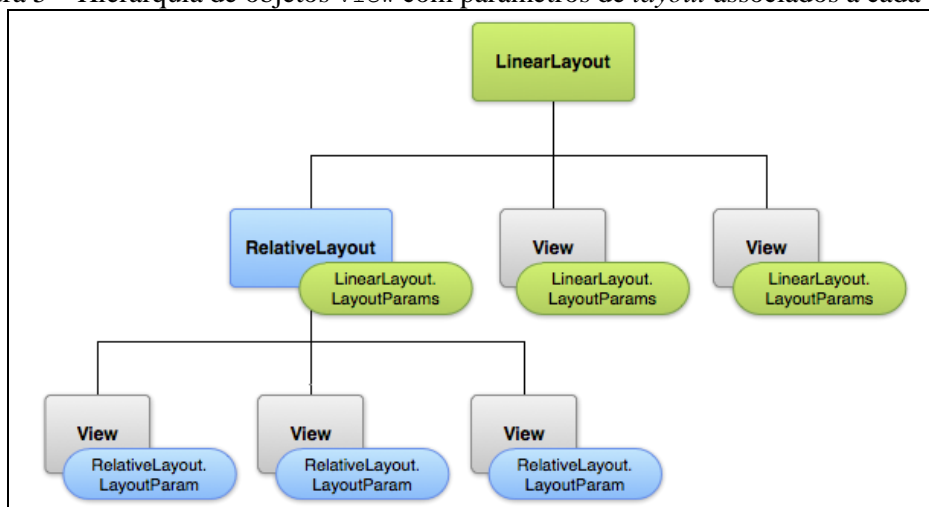 Hierarquia de objetos View com parâmetros de layout associados a cada
LinearLayout
RelativeLayout
LinearLayout.
LayoutParams
View
LinearLayout.
LayoutParams
View
LinearLayout.
LayoutParams
View
RelativeLayout.
LayoutParam
View
RelativeLayout.
LayoutParam
View
RelativeLayout.
LayoutParam